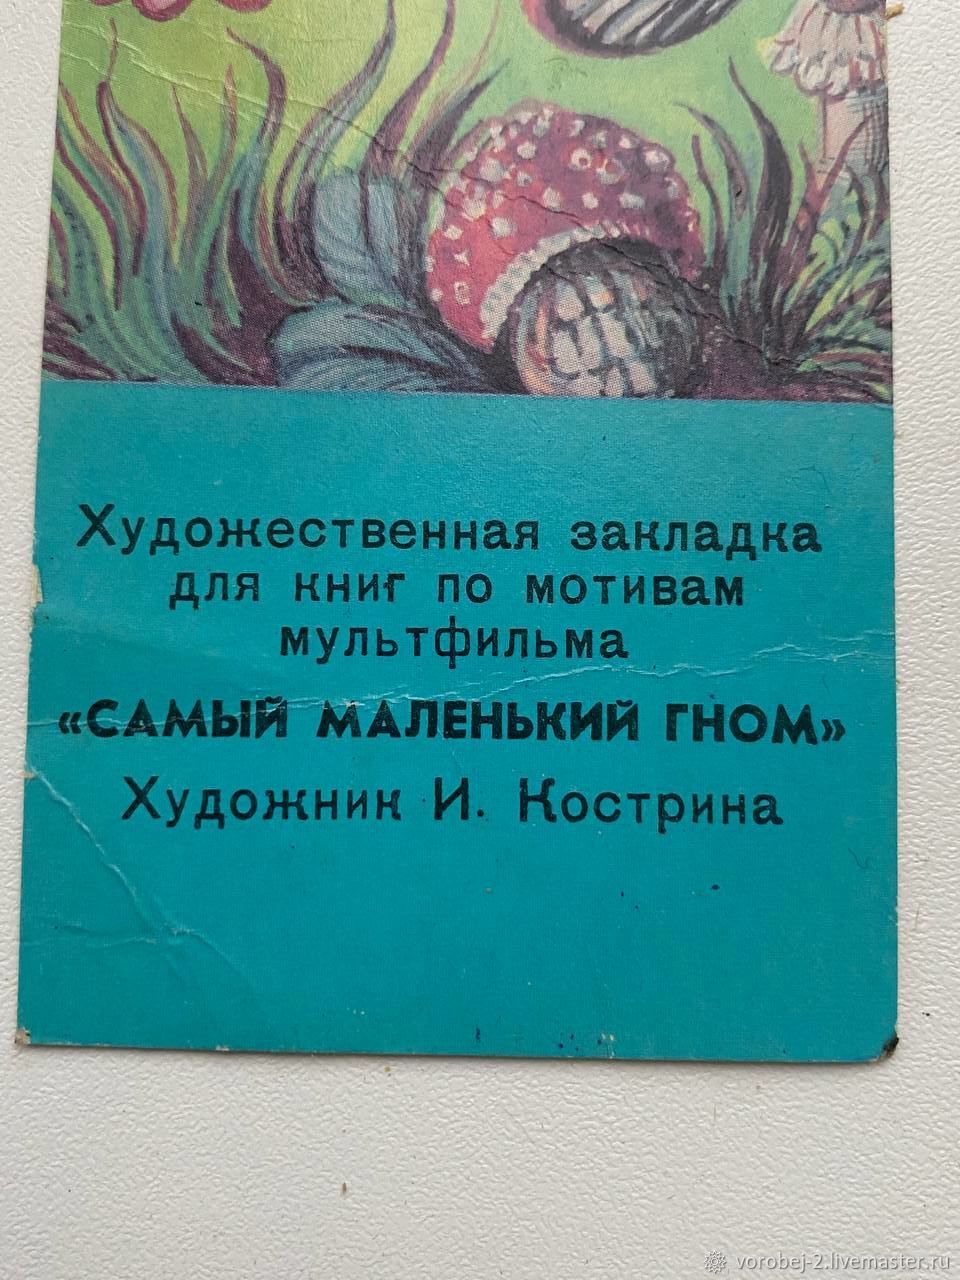 Художественная закладка
для книг по мотивам
мультфильма
«САМЫЙ МАЛЕНЬКИЙ ГНОМ»
Художник И. Кострина
vorobej-2.livemaster.ru